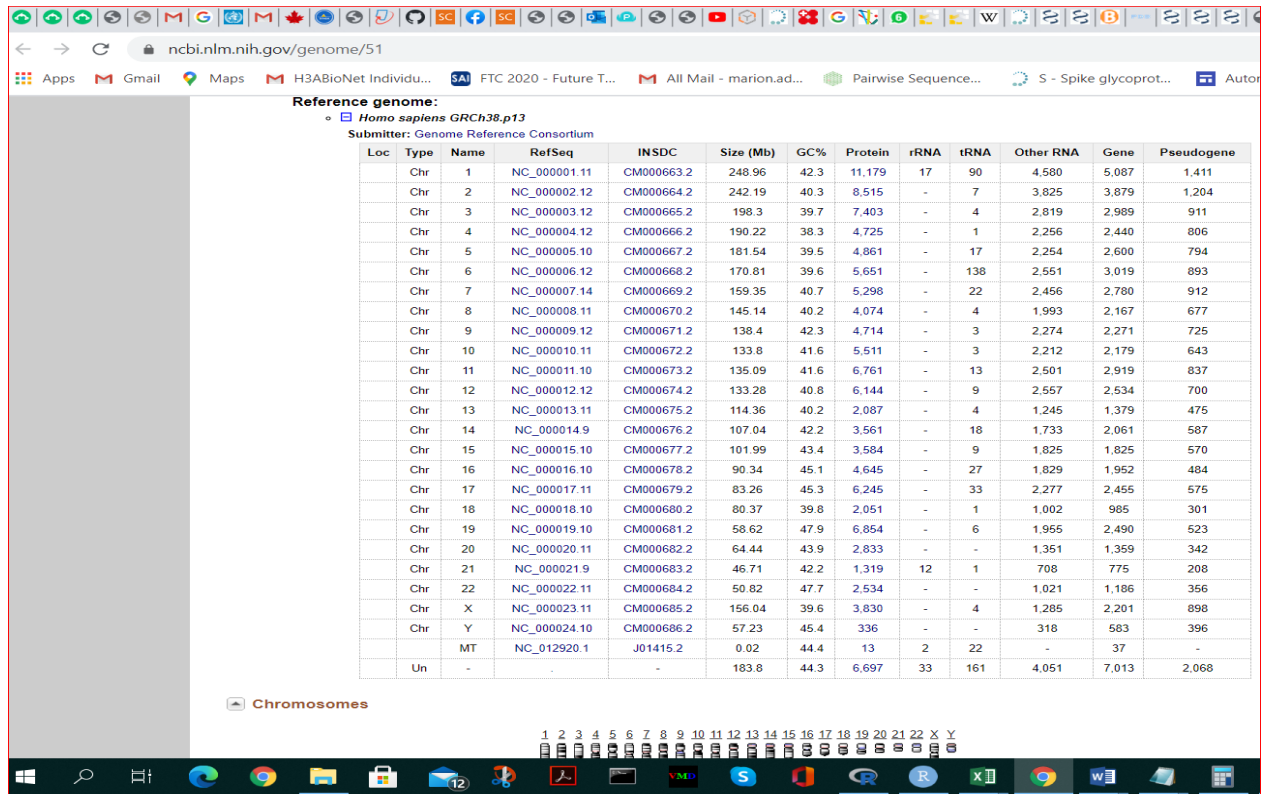 ncbi.nlm.nih.gov/genome/51
Apps Gmail Maps H3ABioNet Individu... SAI FTC 2020 - Future T... All Mail - marion.ad... Pairwise Sequence... S - Spike glycoprot... Autor
Reference genome:
Homo sapiens GRCh38.p13
Submitter: Genome Reference Consortium
Loc Type Name RefSeq INSDC Size (Mb) GC% Protein rRNA tRNA Other RNA Gene Pseudogene
Chr 1 NC_000001.11 CM000663.2 248.96 42.3 11,179 17 90 4,580 5,087 1,411
Chr 2 NC_000002.12 CM000664.2 242.19 40.3 8,515 - 7 3,825 3,879 1,204
Chr 3 NC_000003.12 CM000665.2 198.3 39.7 7,403 - 4 2,819 2,989 911
Chr 4 NC_000004.12 CM000666.2 190.22 38.3 4,725 - 1 2,256 2,440 806
Chr 5 NC_000005.10 CM000667.2 181.54 39.5 4,861 - 17 2,254 2,600 794
Chr 6 NC_000006.12 CM000668.2 170.81 39.6 5,651 - 138 2,551 3,019 893
Chr 7 NC_000007.14 CM000669.2 159.35 40.7 5,298 - 22 2,456 2,780 912
Chr 8 NC_000008.11 CM000670.2 145.14 40.2 4,074 - 4 1,993 2,167 677
Chr 9 NC_000009.12 CM000671.2 138.4 42.3 4,714 - 3 2,274 2,271 725
Chr 10 NC_000010.11 CM000672.2 133.8 41.6 5,511 - 3 2,212 2,179 643
Chr 11 NC_000011.10 CM000673.2 135.09 41.6 6,761 - 13 2,501 2,919 837
Chr 12 NC_000012.12 CM000674.2 133.28 40.8 6,144 - 9 2,557 2,534 700
Chr 13 NC_000013.11 CM000675.2 114.36 40.2 2,087 - 4 1,245 1,379 475
Chr 14 NC_000014.9 CM000676.2 107.04 42.2 3,561 - 18 1,733 2,061 587
Chr 15 NC_000015.10 CM000677.2 101.99 43.4 3,584 - 9 1,825 1,825 570
Chr 16 NC_000016.10 CM000678.2 90.34 45.1 4,645 - 27 1,829 1,952 484
Chr 17 NC_000017.11 CM000679.2 83.26 45.3 6,245 - 33 2,277 2,455 575
Chr 18 NC_000018.10 CM000680.2 80.37 39.8 2,051 - 1 1,002 985 301
Chr 19 NC_000019.10 CM000681.2 58.62 47.9 6,854 - 6 1,955 2,490 523
Chr 20 NC_000020.11 CM000682.2 64.44 43.9 2,833 - - 1,351 1,359 342
Chr 21 NC_000021.9 CM000683.2 46.71 42.2 1,319 12 1 708 775 208
Chr 22 NC_000022.11 CM000684.2 50.82 47.7 2,534 - - 1,021 1,186 356
Chr X NC_000023.11 CM000685.2 156.04 39.6 3,830 - 4 1,285 2,201 898
Chr Y NC_000024.10 CM000686.2 57.23 45.4 336 - - 318 583 396
MT NC_012920.1 J01415.2 0.02 44.4 13 2 22 - 37 -
Un - . - 183.8 44.3 6,697 33 161 4,051 7,013 2,068
Chromosomes
1 2 3 4 5 6 7 8 9 10 11 12 13 14 15 16 17 18 19 20 21 22 X Y
12